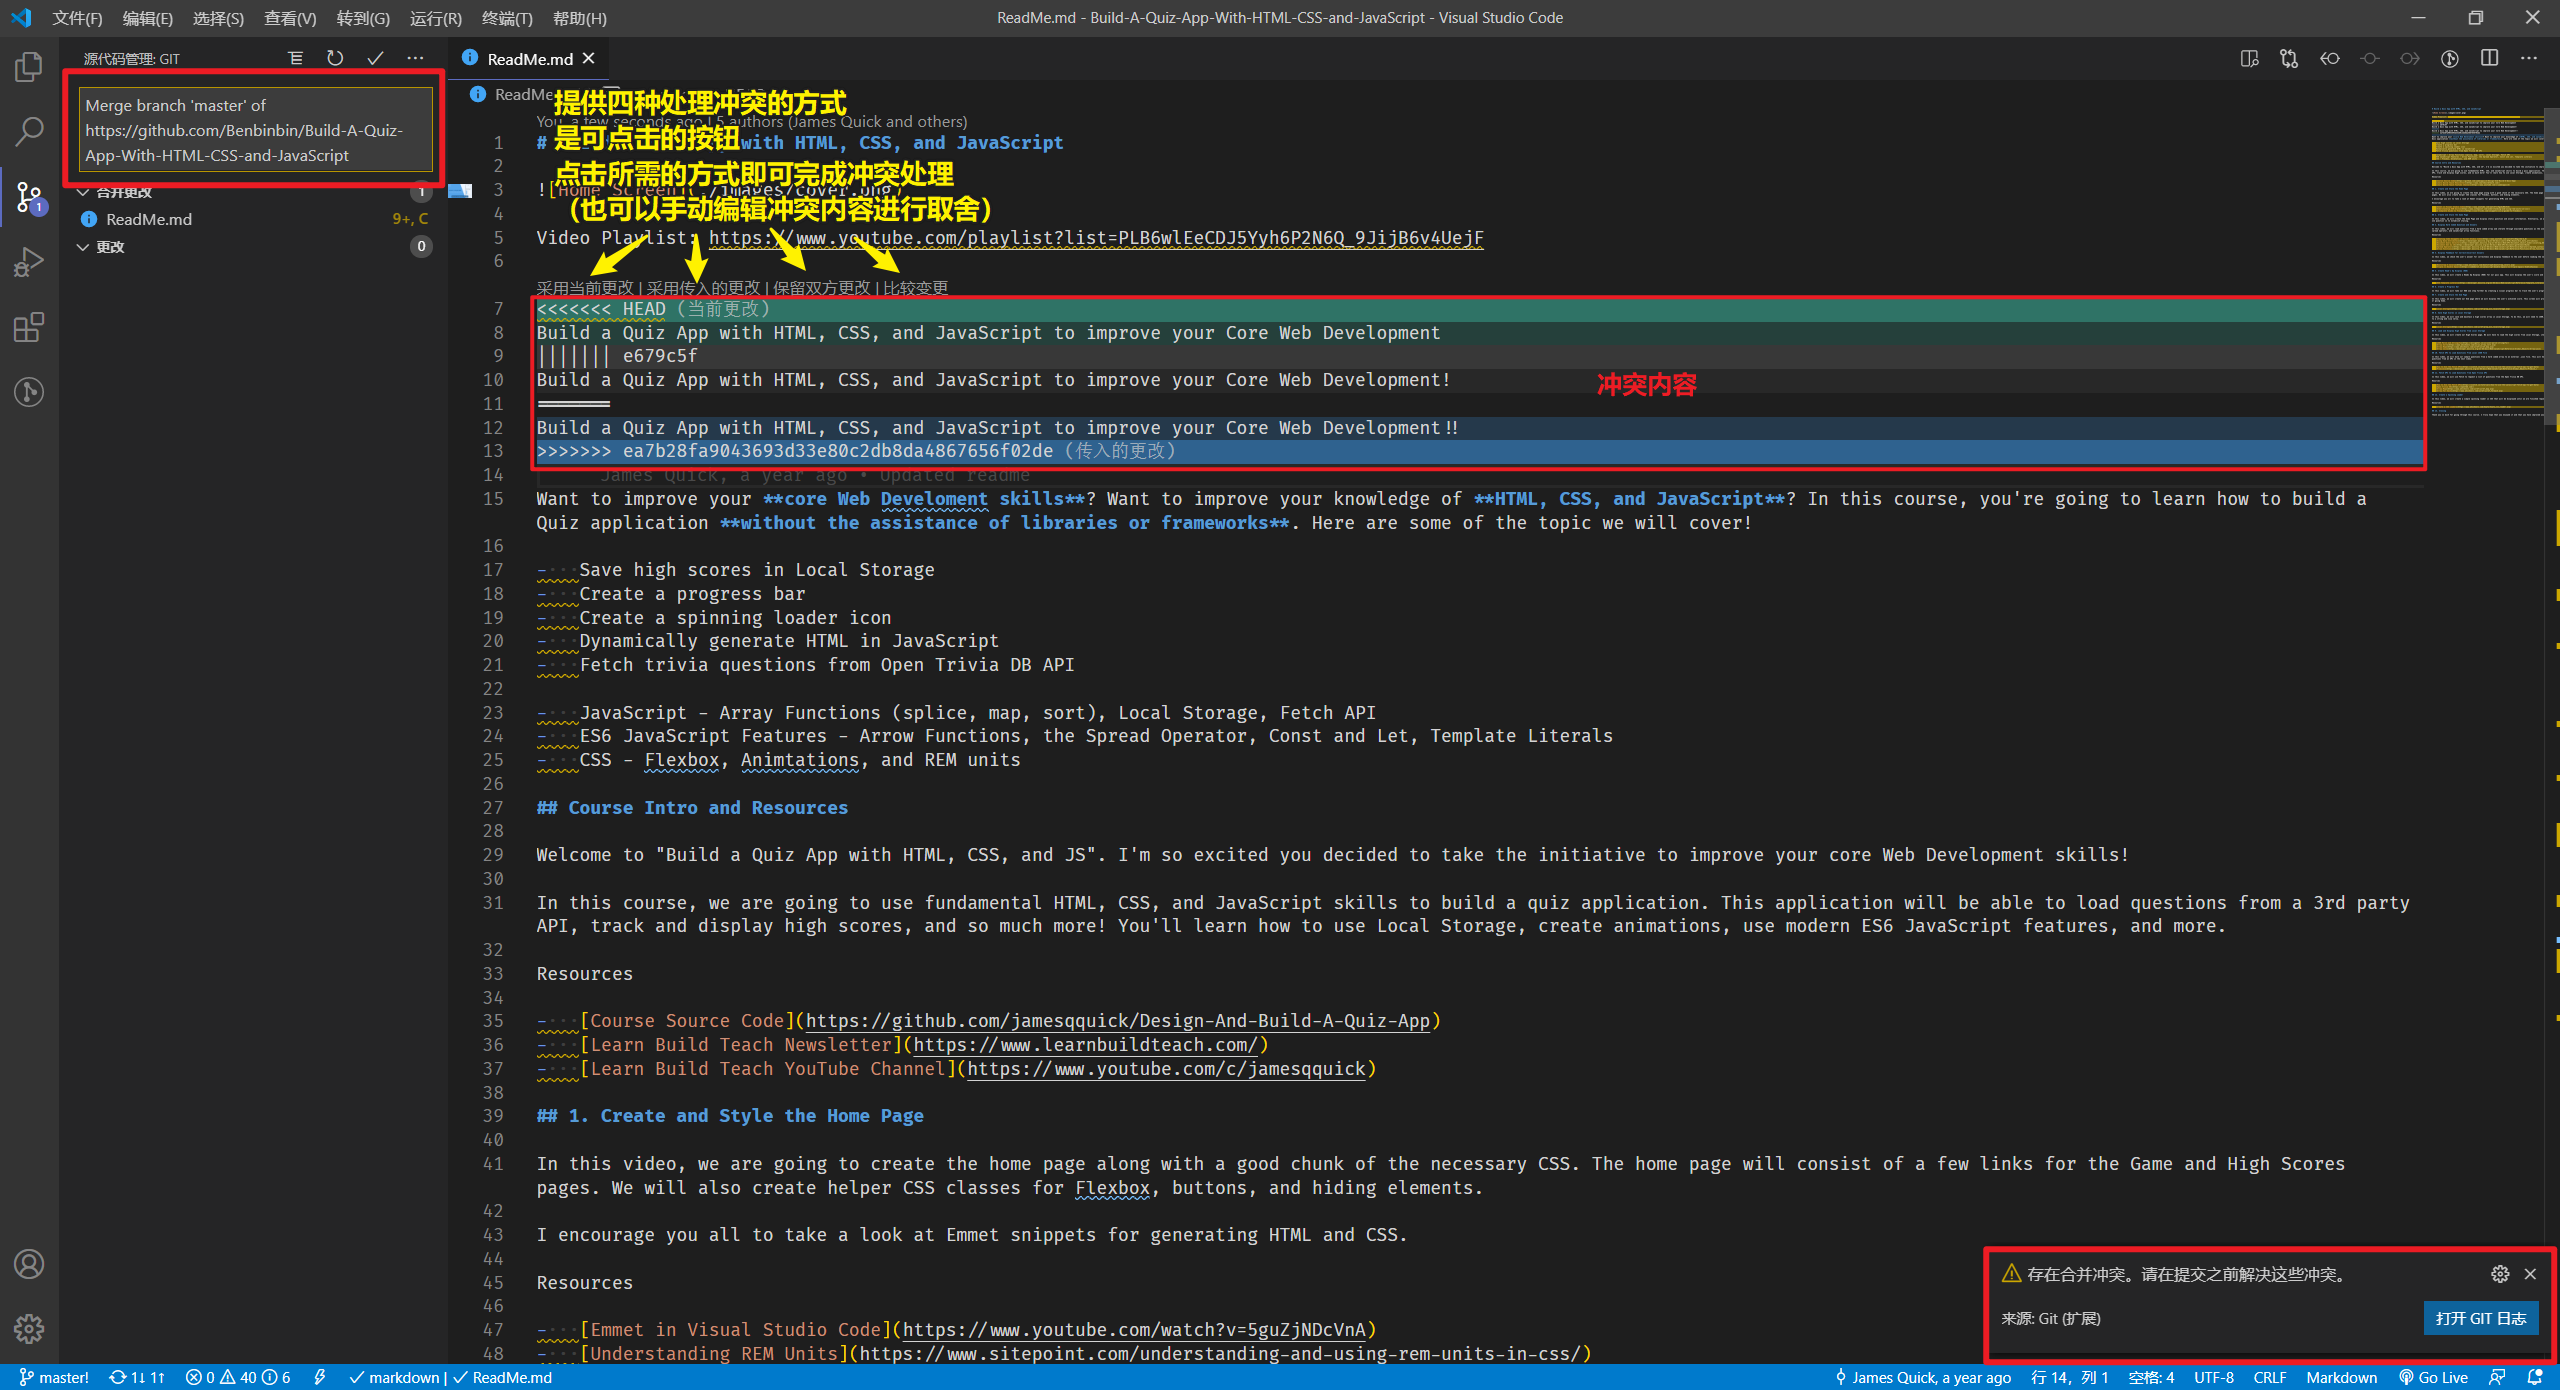 文件(F) 编辑(E) 选择(S) 查看(V) 转到(G) 运行(R) 终端(T) 帮助(H)
ReadMe.md - Build-A-Quiz-App-With-HTML-CSS-and-JavaScript - Visual Studio Code
源代码管理: GIT
Merge branch 'master' of
https://github.com/Benbinbin/Build-A-Quiz-
App-With-HTML-CSS-and-JavaScript
合并更改 1
ReadMe.md 9+, C
更改 0
ReadMe.md
ReadMe
提供四种处理冲突的方式
You, a few seconds ago | 5 authors (James Quick and others)
是可点击的按钮
1 # with HTML, CSS, and JavaScript
2
点击所需的方式即可完成冲突处理
3 ![Home Screen](./images/cover.png)
4
（也可以手动编辑冲突内容进行取舍）
5 Video Playlist: https://www.youtube.com/playlist?list=PLB6wlEeCDJ5Yyh6P2N6Q_9JijB6v4UejF
6
采用当前更改 | 采用传入的更改 | 保留双方更改 | 比较变更
7 <<<<<<< HEAD (当前更改)
8 Build a Quiz App with HTML, CSS, and JavaScript to improve your Core Web Development
9 ||||||| e679c5f
10 Build a Quiz App with HTML, CSS, and JavaScript to improve your Core Web Development!
冲突内容
11 =======
12 Build a Quiz App with HTML, CSS, and JavaScript to improve your Core Web Development!!
13 >>>>>>> ea7b28fa9043693d33e80c2db8da4867656f02de (传入的更改)
14 James Quick, a year ago • Updated readme
15 Want to improve your **core Web Develoment skills**? Want to improve your knowledge of **HTML, CSS, and JavaScript**? In this course, you're going to learn how to build a
Quiz application **without the assistance of libraries or frameworks**. Here are some of the topic we will cover!
16
17 - Save high scores in Local Storage
18 - Create a progress bar
19 - Create a spinning loader icon
20 - Dynamically generate HTML in JavaScript
21 - Fetch trivia questions from Open Trivia DB API
22
23 - JavaScript - Array Functions (splice, map, sort), Local Storage, Fetch API
24 - ES6 JavaScript Features - Arrow Functions, the Spread Operator, Const and Let, Template Literals
25 - CSS - Flexbox, Animtations, and REM units
26
27 ## Course Intro and Resources
28
29 Welcome to "Build a Quiz App with HTML, CSS, and JS". I'm so excited you decided to take the initiative to improve your core Web Development skills!
30
31 In this course, we are going to use fundamental HTML, CSS, and JavaScript skills to build a quiz application. This application will be able to load questions from a 3rd party
API, track and display high scores, and so much more! You'll learn how to use Local Storage, create animations, use modern ES6 JavaScript features, and more.
32
33 Resources
34
35 - [Course Source Code](https://github.com/jamesqquick/Design-And-Build-A-Quiz-App)
36 - [Learn Build Teach Newsletter](https://www.learnbuildteach.com/)
37 - [Learn Build Teach YouTube Channel](https://www.youtube.com/c/jamesqquick)
38
39 ## 1. Create and Style the Home Page
40
41 In this video, we are going to create the home page along with a good chunk of the necessary CSS. The home page will consist of a few links for the Game and High Scores
pages. We will also create helper CSS classes for Flexbox, buttons, and hiding elements.
42
43 I encourage you all to take a look at Emmet snippets for generating HTML and CSS.
44
45 Resources
46
47 - [Emmet in Visual Studio Code](https://www.youtube.com/watch?v=5guZjNDcVnA)
48 - [Understanding REM Units](https://www.sitepoint.com/understanding-and-using-rem-units-in-css/)
存在合并冲突。请在提交之前解决这些冲突。
来源: Git (扩展) 打开 GIT 日志
master! 1↓ 1↑ 0 40 6 markdown | ReadMe.md
James Quick, a year ago 行 14，列 1 空格: 4 UTF-8 CRLF Markdown Go Live